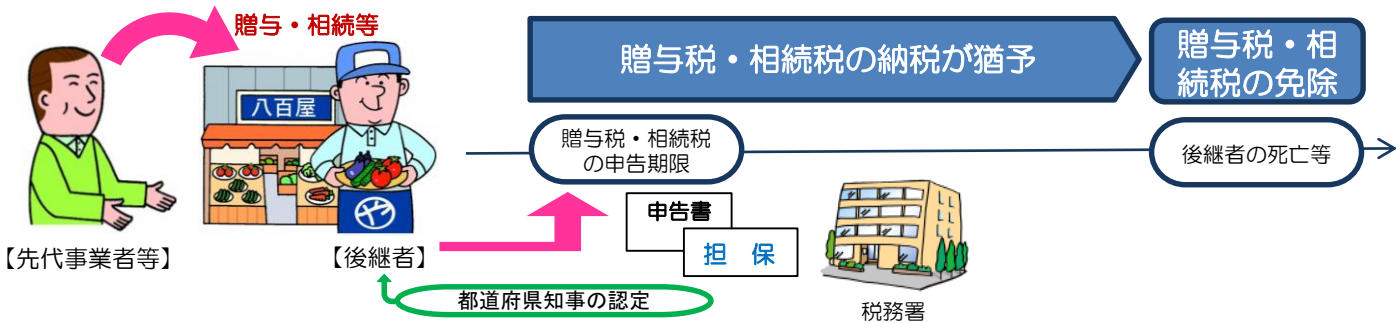 贈与・相続等
八百屋
【先代事業者等】
【後継者】
都道府県知事の認定
贈与税・相続税の納税が猶予
贈与税・相
続税の免除
贈与税・相続税
の申告期限
後継者の死亡等
申告書
担　保
税務署